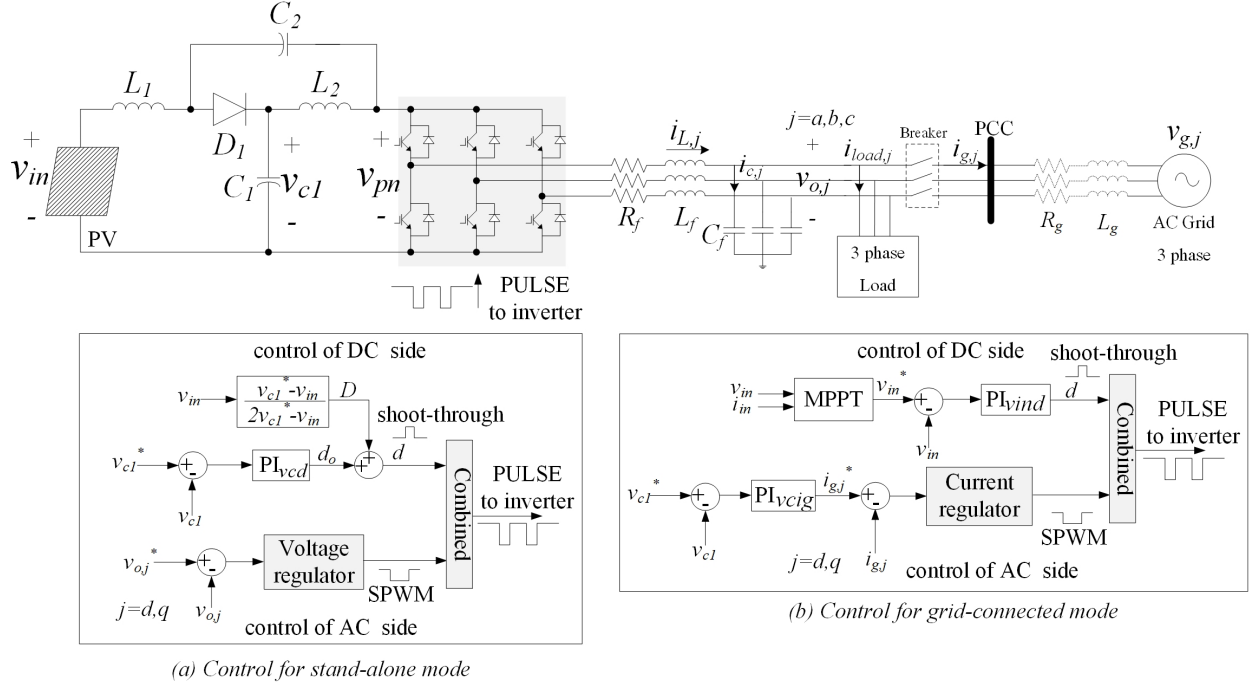 C2
L1
L2
D1
+
vin
-
PV
C1
+
vc1
-
+
vpn
-
Rf
Lf
iL,j
ic,j
Cf
j=a,b,c
+
vo,j
-
iload,j
Breaker
ig,j
PCC
Rg
Lg
vg,j
AC Grid
3 phase
3 phase
Load
PULSE
to inverter
control of DC side
vin
vc1*-vin
2vc1*-vin
D
shoot-through
vc1*
+
-
vc1
PIvcd
do
+
+
d
Combined
PULSE
to inverter
vo,j*
+
-
vo,j
j=d,q
Voltage
regulator
SPWM
control of AC side
(a) Control for stand-alone mode
control of DC side
shoot-through
vin
iin
MPPT
vin*
+
-
vin
PIvind
d
Combined
PULSE
to inverter
vc1*
+
-
vc1
PIvcig
ig,j*
+
-
ig,j
j=d,q
Current
regulator
SPWM
control of AC side
(b) Control for grid-connected mode